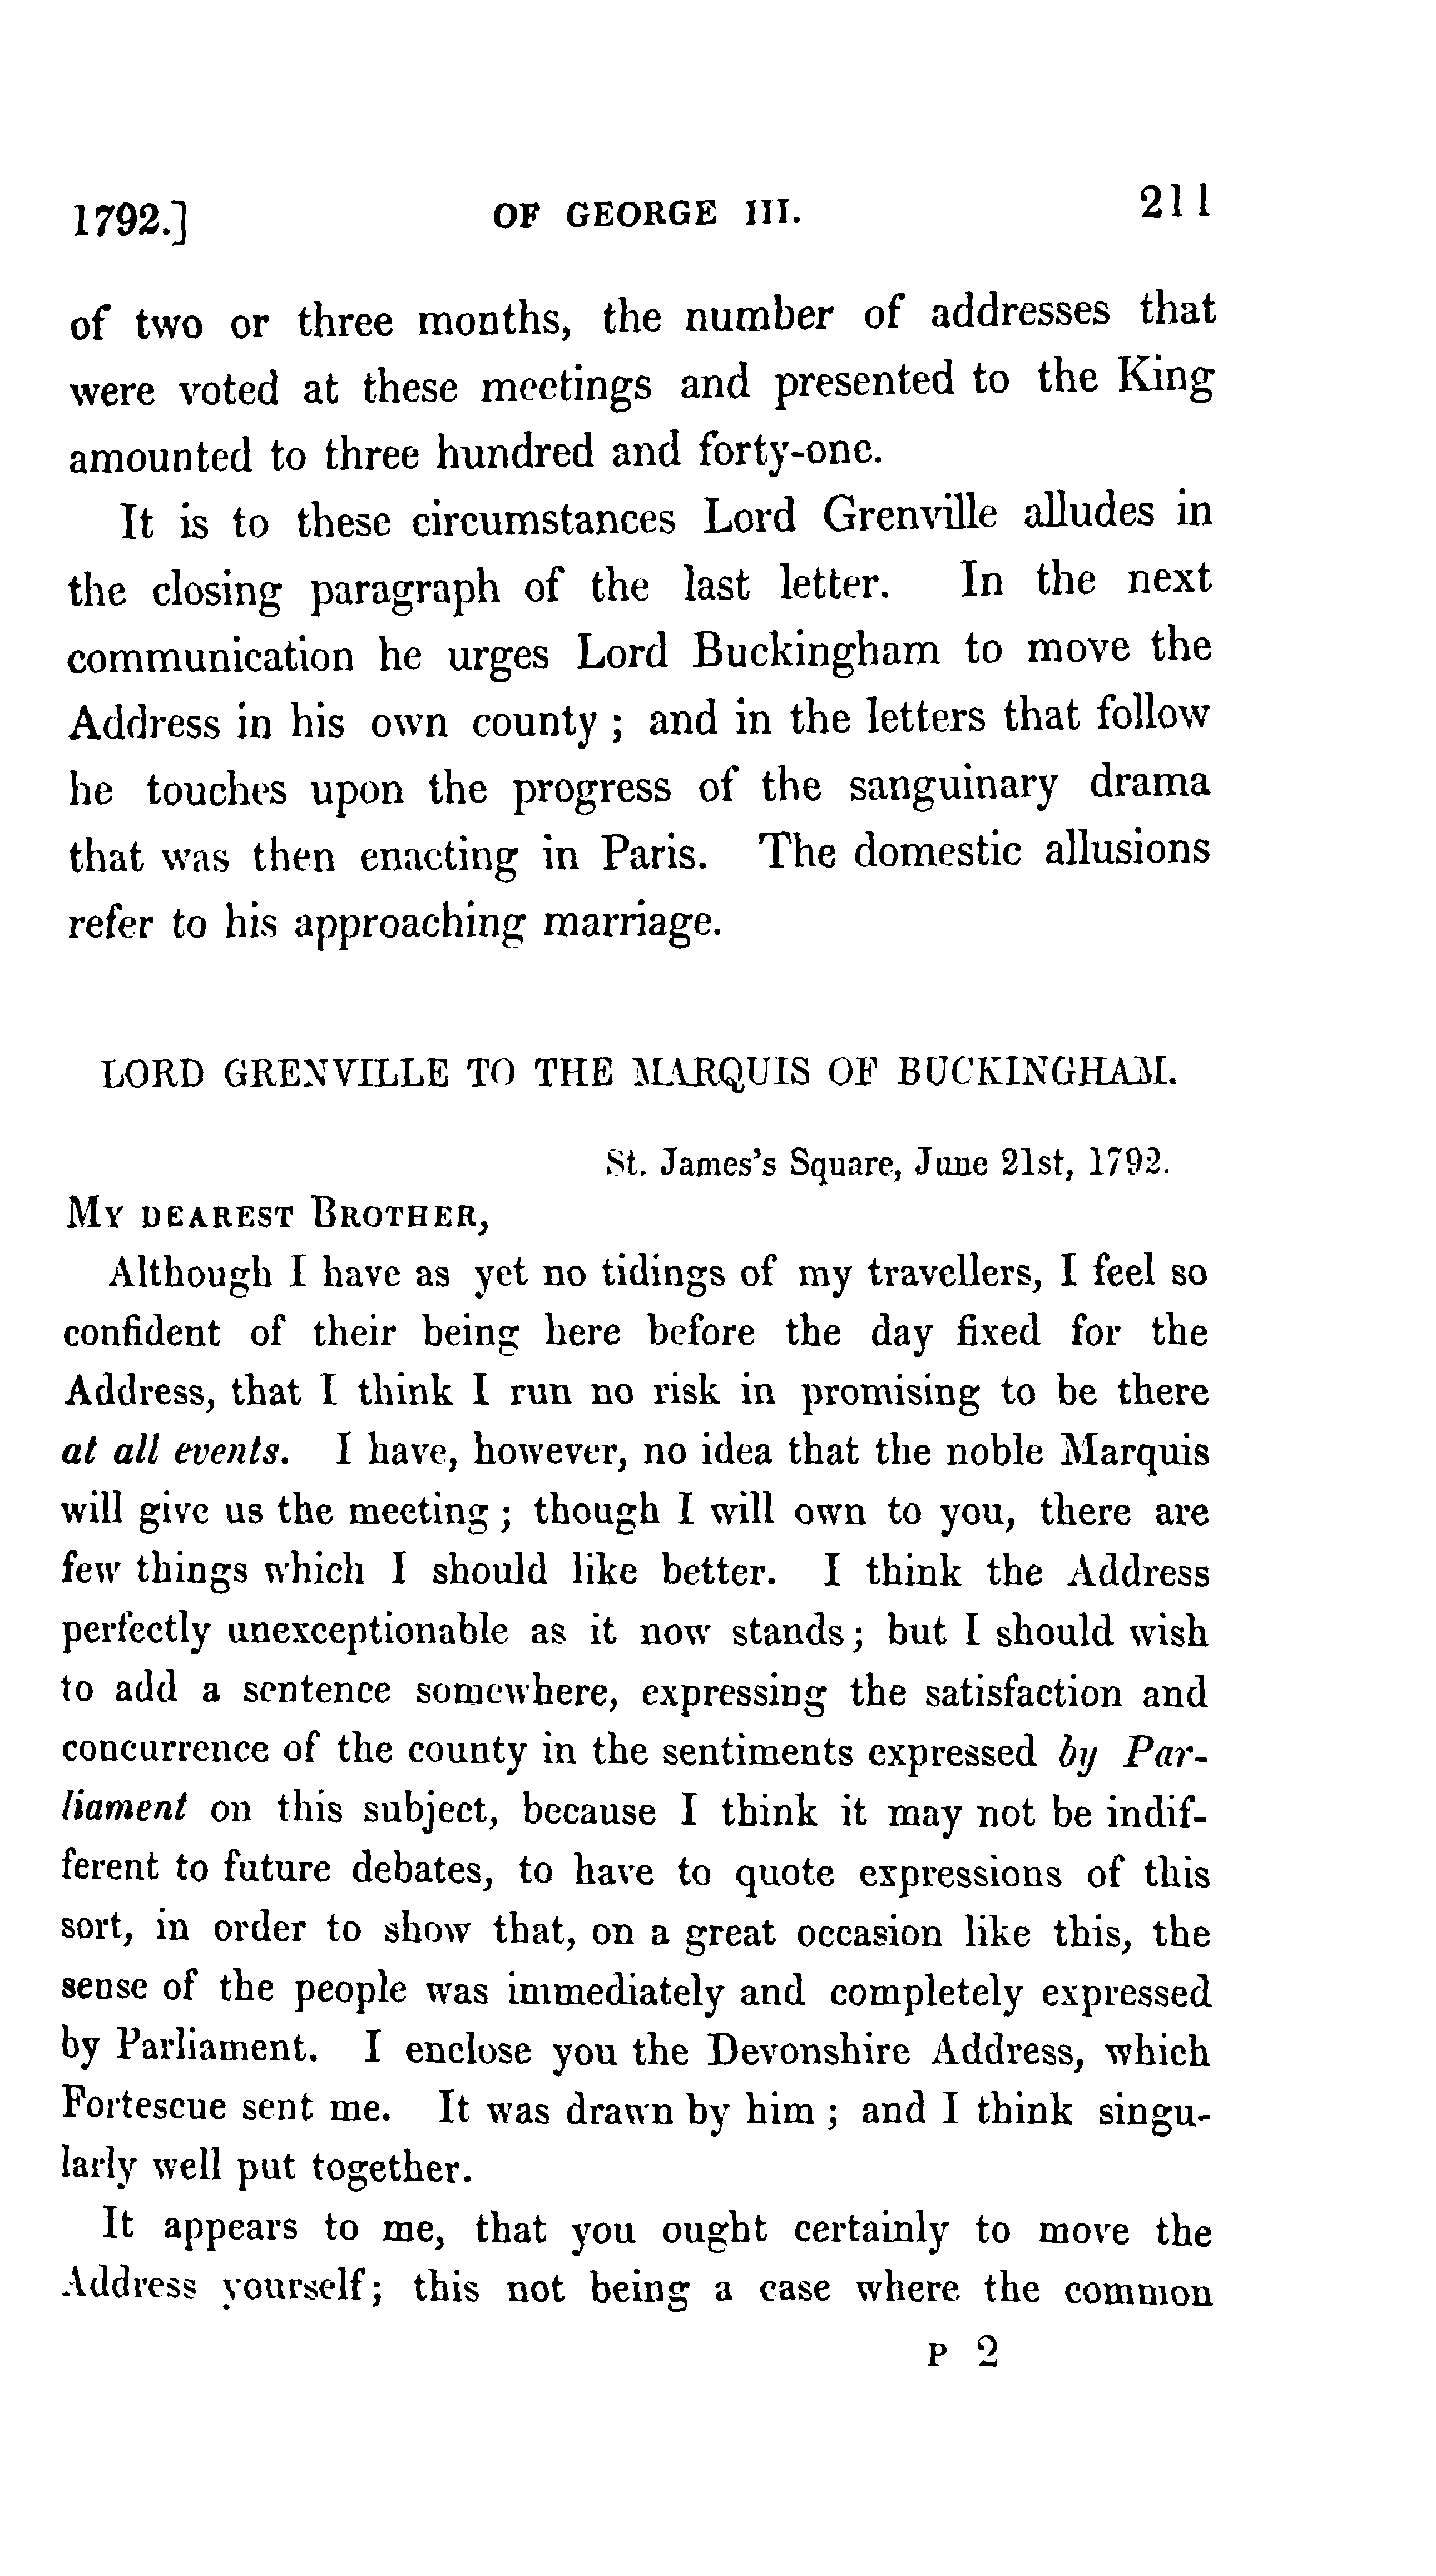 1792.] OF GEORGE III. 211
of two or three months, the number of addresses that
were voted at these meetings and presented to the King
amounted to three hundred and forty-one.
It is to these circumstances Lord Grenville alludes in
the closing paragraph of the last letter. In the next
communication he urges Lord Buckingham to move the
Address in his own county ; and in the letters that follow
he touches upon the progress of the sanguinary drama
that was then enacting in Paris. The domestic allusions
refer to his approaching marriage.
LORD GRENVILLE TO THE MARQUIS OF BUCKINGHAM.
St. James's Square, June 21st, 1792.
MY DEAREST BROTHER,
Although I have as yet no tidings of my travellers, I feel so
confident of their being here before the day fixed for the
Address, that I think I run no risk in promising to be there
at all events. I have, however, no idea that the noble Marquis
will give us the meeting ; though I will own to you, there are
few things which I should like better. I think the Address
perfectly unexceptionable as it now stands ; but I should wish
to add a sentence somewhere, expressing the satisfaction and
concurrence of the county in the sentiments expressed by Par-
liament on this subject, because I think it may not be indif-
ferent to future debates, to have to quote expressions of this
sort, in order to show that, on a great occasion like this, the
sense of the people was immediately and completely expressed
by Parliament. I enclose you the Devonshire Address, which
Fortescue sent me. It was drawn by him ; and I think singu-
larly well put together.
It appears to me, that you ought certainly to move the
Address yourself ; this not being a case where the common
P 2